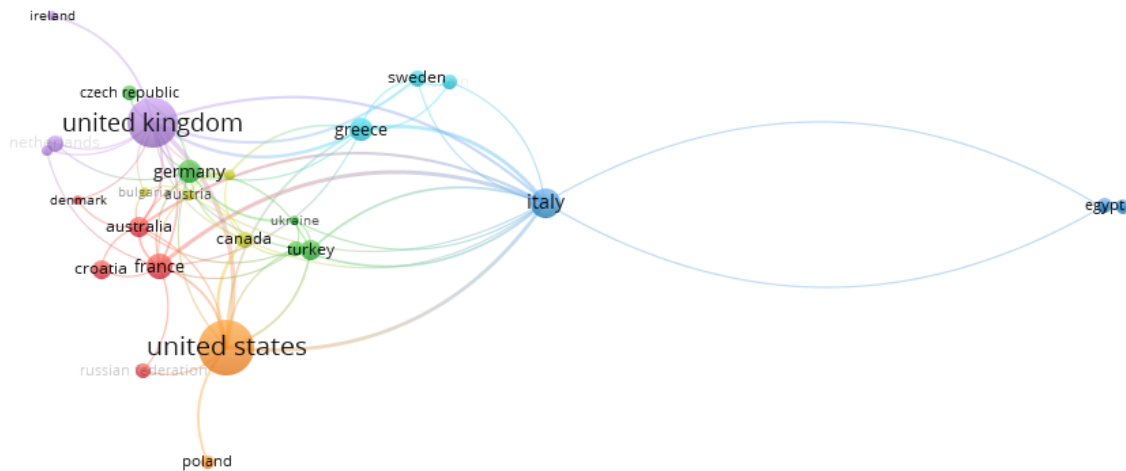 ireland
sweden
czech republic
united kingdom
greece
netherlands
germany
bulgaria
austria
denmark
italy
egypt
ukraine
australia
canada
turkey
croatia
france
united states
russian federation
poland